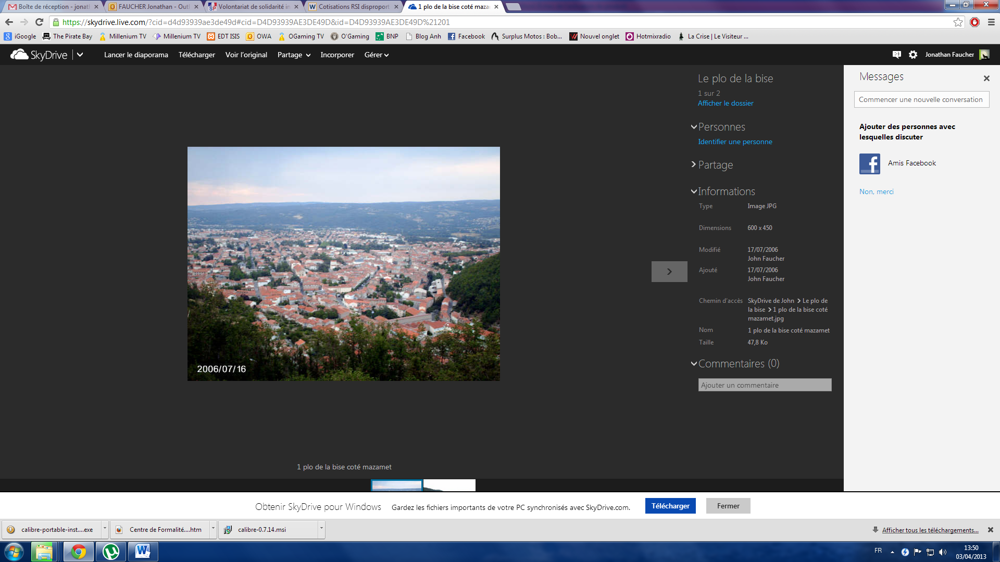 Boîte de réception - jonat
FAUCHER Jonathan - Outl
Volontariat de solidarité in
Cotisations RSI disproport
1 plo de la bise coté maza
https://skydrive.live.com/?cid=d4d93939ae3de49d#cid=D4D93939AE3DE49D&id=D4D93939AE3DE49D%21201
iGoogle The Pirate Bay Millenium TV Millenium TV EDT ISIS OWA OGaming TV O'Gaming BNP Blog Anh Facebook Surplus Motos : Bob... Nouvel onglet Hotmixradio La Crise | Le Visiteur ...
SkyDrive Lancer le diaporama Télécharger Voir l'original Partage Incorporer Gérer Jonathan Faucher
Le plo de la bise
1 sur 2
Afficher le dossier
Personnes
Identifier une personne
Partage
Informations
Type Image JPG
Dimensions 600 x 450
Modifié 17/07/2006
John Faucher
Ajouté 17/07/2006
John Faucher
Chemin d'accès SkyDrive de John > Le plo de
la bise > 1 plo de la bise coté
mazamet.jpg
Nom 1 plo de la bise coté mazamet
Taille 47,8 Ko
Commentaires (0)
Ajouter un commentaire
Messages
Commencer une nouvelle conversation
Ajouter des personnes avec
lesquelles discuter
Amis Facebook
Non, merci
2006/07/16
1 plo de la bise coté mazamet
Obtenir SkyDrive pour Windows Gardez les fichiers importants de votre PC synchronisés avec SkyDrive.com. Télécharger Fermer
calibre-portable-inst....exe Centre de Formalité....htm calibre-0.7.14.msi Afficher tous les téléchargements...
FR 13:50
03/04/2013